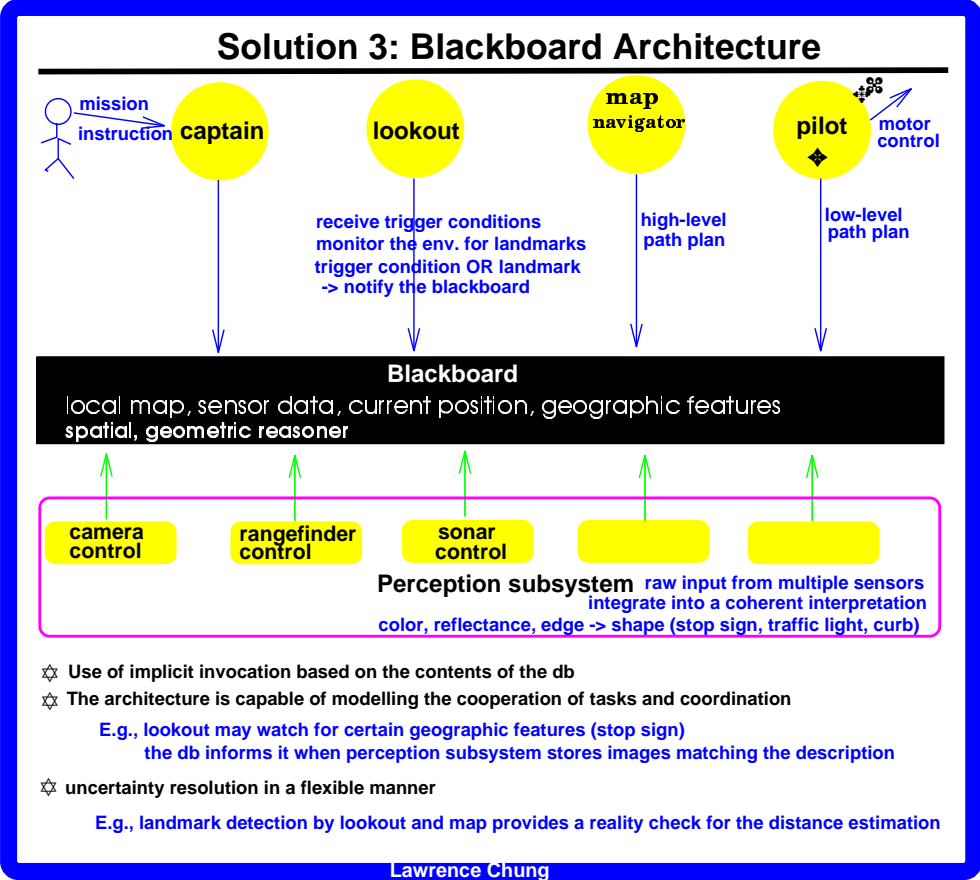 Solution 3: Blackboard Architecture
mission
instruction
captain
lookout
map
navigator
pilot
motor
control
receive trigger conditions
monitor the env. for landmarks
trigger condition OR landmark
-> notify the blackboard
high-level
path plan
low-level
path plan
Blackboard
local map, sensor data, current position, geographic features
spatial, geometric reasoner
camera
control
rangefinder
control
sonar
control
Perception subsystem raw input from multiple sensors
integrate into a coherent interpretation
color, reflectance, edge -> shape (stop sign, traffic light, curb)
Use of implicit invocation based on the contents of the db
The architecture is capable of modelling the cooperation of tasks and coordination
E.g., lookout may watch for certain geographic features (stop sign)
the db informs it when perception subsystem stores images matching the description
uncertainty resolution in a flexible manner
E.g., landmark detection by lookout and map provides a reality check for the distance estimation
Lawrence Chung